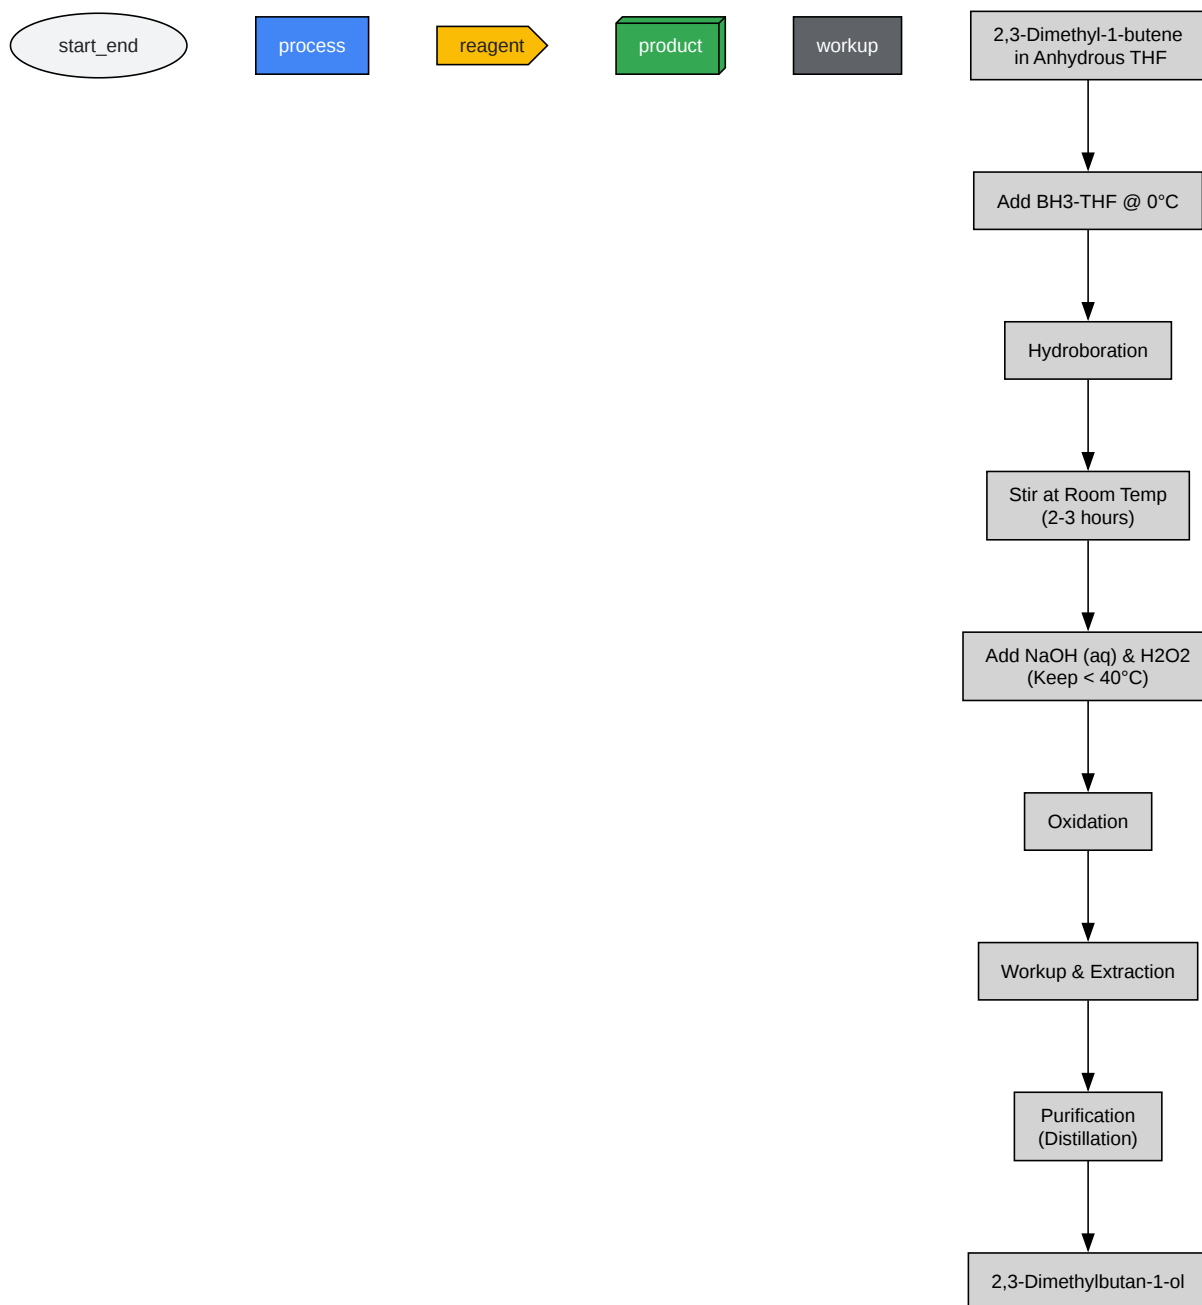 start_end
process
reagent
product
workup
2,3-Dimethyl-1-butene
in Anhydrous THF
Add BH3-THF @ 0°C
Hydroboration
Stir at Room Temp
(2-3 hours)
Add NaOH (aq) & H2O2
(Keep < 40°C)
Oxidation
Workup & Extraction
Purification
(Distillation)
2,3-Dimethylbutan-1-ol